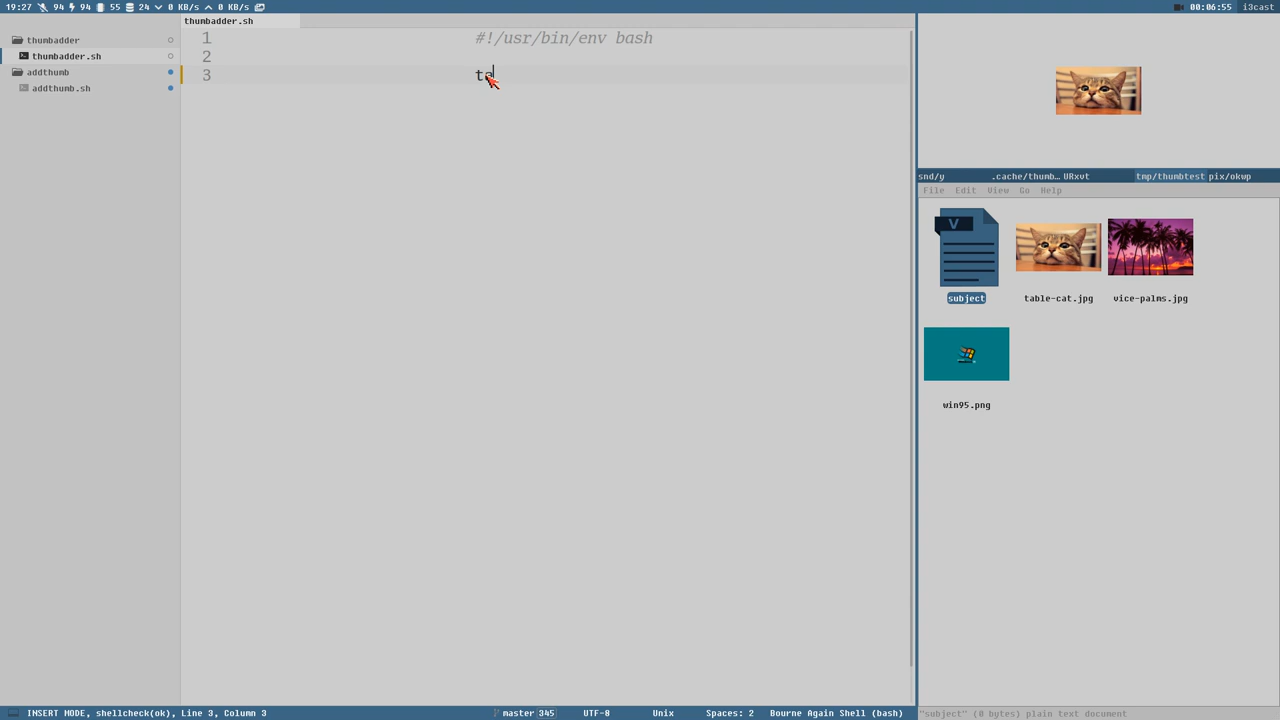 19:27 94 94 55 24 0 KB/s 0 KB/s
00:06:55 i3cast
thumbadder
thumbadder.sh
addthumb
addthumb.sh
thumbadder.sh
1 #!/usr/bin/env bash
2
3
snd/y .cache/thumb… URxvt tmp/thumbtest pix/okwp
File Edit View Go Help
V
subject table-cat.jpg vice-palms.jpg
win95.png
INSERT MODE, shellcheck(ok), Line 3, Column 3 master 345 UTF-8 Unix Spaces: 2 Bourne Again Shell (bash)
"subject" (0 bytes) plain text document